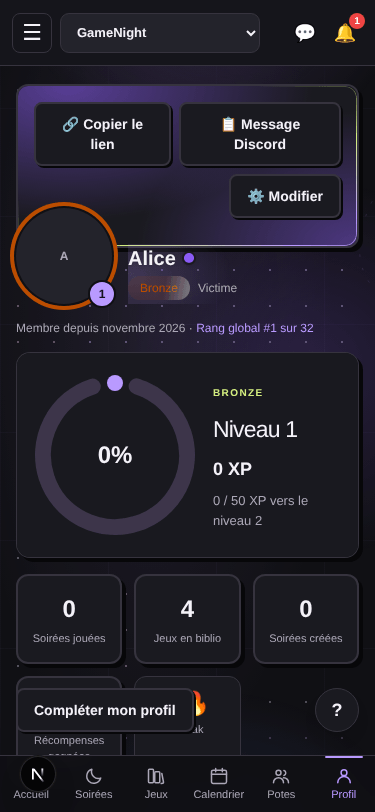 GameNight
1
🔗 Copier le
lien
📋 Message
Discord
⚙️ Modifier
A
1
Alice
Bronze
Victime
Membre depuis novembre 2026 · Rang global #1 sur 32
0%
BRONZE
Niveau 1
0 XP
0 / 50 XP vers le
niveau 2
0
Soirées jouées
4
Jeux en biblio
0
Soirées créées
Compléter mon profil
?
Récompenses
N
Accueil
Soirées
Jeux
Calendrier
Potes
Profil